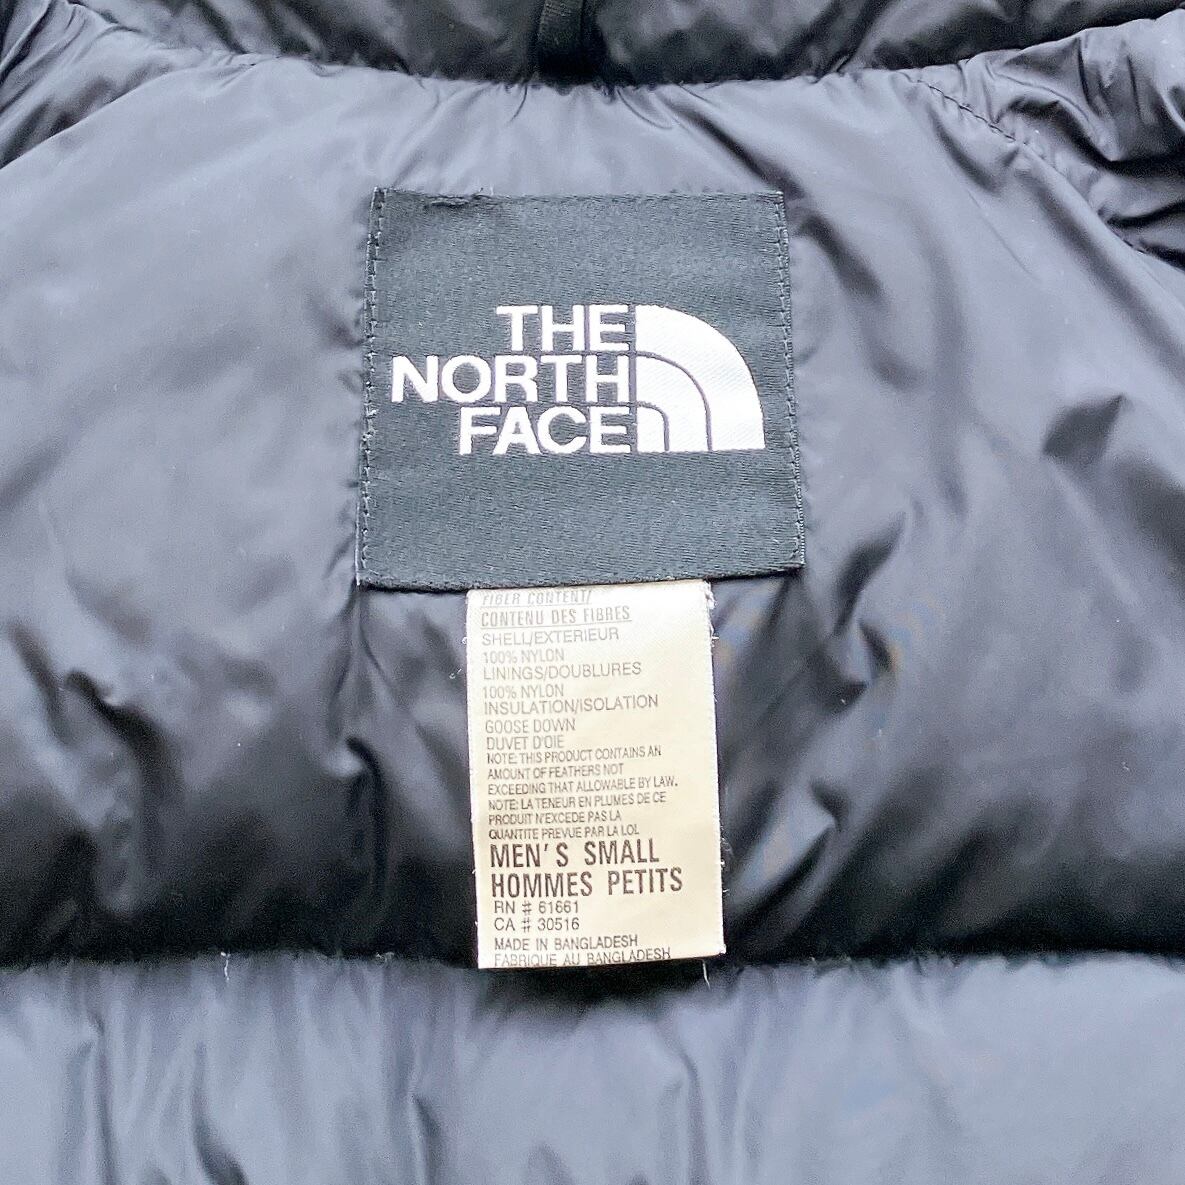 THE
NORTH
FACE
FIBER CONTENT/
CONTENU DES FIBRES
SHELL/EXTERIEUR
100% NYLON
LININGS/DOUBLURES
100% NYLON
INSULATION/ISOLATION
GOOSE DOWN
DUVET D'OIE
NOTE: THIS PRODUCT CONTAINS AN
AMOUNT OF FEATHERS NOT
EXCEEDING THAT ALLOWABLE BY LAW.
NOTE: LA TENEUR EN PLUMES DE CE
PRODUIT N'EXCEDE PAS LA
QUANTITE PREVUE PAR LA LOL
MEN'S SMALL
HOMMES PETITS
RN # 61661
CA # 30516
MADE IN BANGLADESH
FABRIQUE AU BANGLADESH